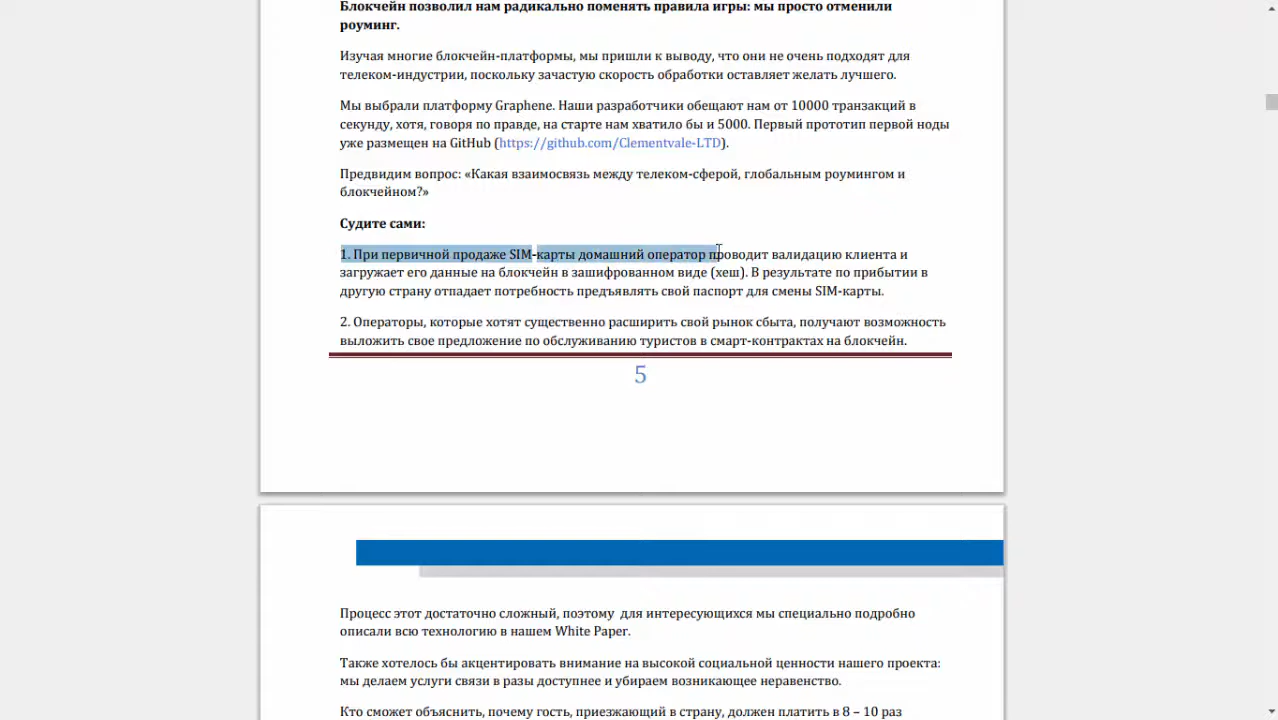 Блокчейн позволил нам радикально поменять правила игры: мы просто отменили
роуминг.
Изучая многие блокчейн-платформы, мы пришли к выводу, что они не очень подходят для
телеком-индустрии, поскольку зачастую скорость обработки оставляет желать лучшего.
Мы выбрали платформу Graphene. Наши разработчики обещают нам от 10000 транзакций в
секунду, хотя, говоря по правде, на старте нам хватило бы и 5000. Первый прототип первой ноды
уже размещен на GitHub (https://github.com/Clementvale-LTD).
Предвидим вопрос: «Какая взаимосвязь между телеком-сферой, глобальным роумингом и
блокчейном?»
Судите сами:
1. При первичной продаже SIM-карты домашний оператор проводит валидацию клиента и
загружает его данные на блокчейн в зашифрованном виде (хеш). В результате по прибытии в
другую страну отпадает потребность предъявлять свой паспорт для смены SIM-карты.
2. Операторы, которые хотят существенно расширить свой рынок сбыта, получают возможность
выложить свое предложение по обслуживанию туристов в смарт-контрактах на блокчейн.
5
Процесс этот достаточно сложный, поэтому  для интересующихся мы специально подробно
описали всю технологию в нашем White Paper.
Также хотелось бы акцентировать внимание на высокой социальной ценности нашего проекта:
мы делаем услуги связи в разы доступнее и убираем возникающее неравенство.
Кто сможет объяснить, почему гость, приезжающий в страну, должен платить в 8 – 10 раз